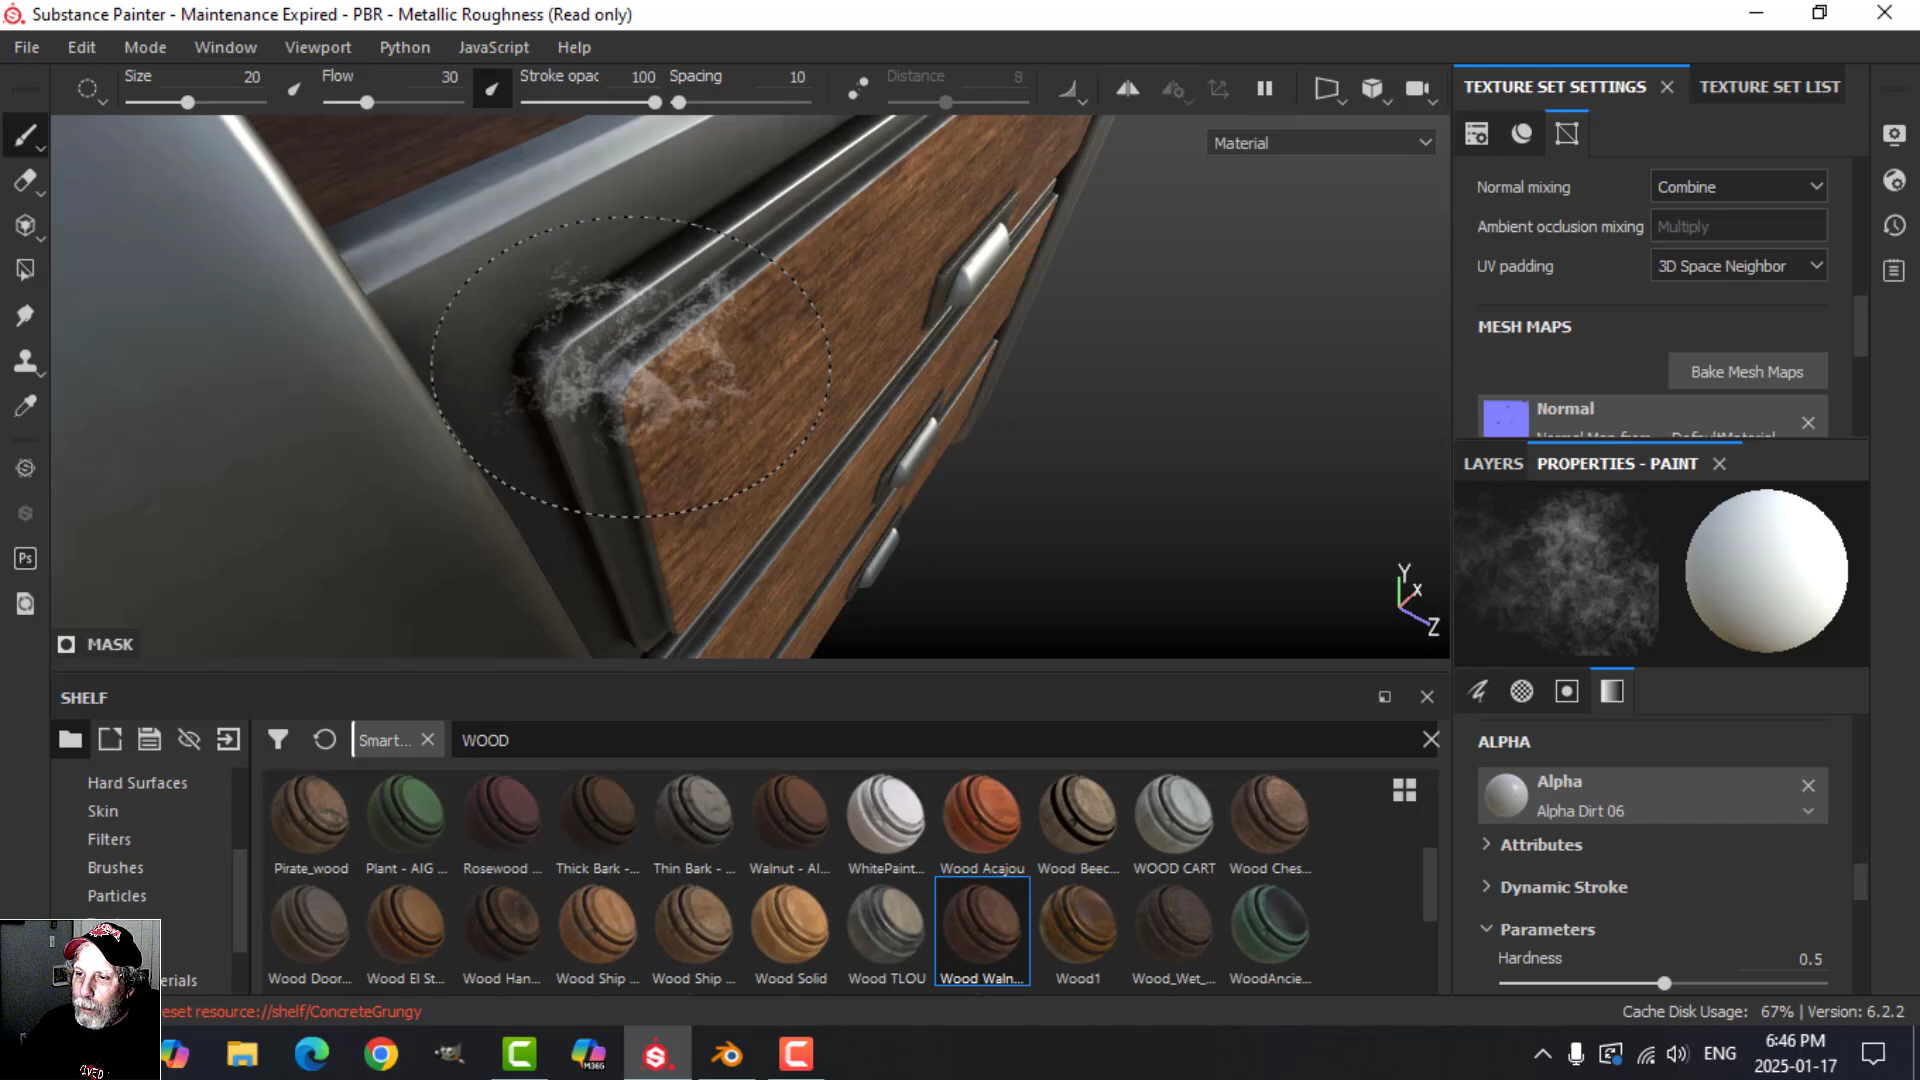 Substance Painter - Maintenance Expired - PBR - Metallic Roughness (Read only)
File Edit Mode Window Viewport Python JavaScript Help
Size 20 Flow 30 Stroke opac 100 Spacing 10 Distance 8
TEXTURE SET SETTINGS TEXTURE SET LIST
Material
Normal mixing Combine
Ambient occlusion mixing Multiply
UV padding 3D Space Neighbor
MESH MAPS
Bake Mesh Maps
Normal
LAYERS PROPERTIES - PAINT
Y
X
Z
Ps
MASK
SHELF
Smart... WOOD
ALPHA
Alpha
Alpha Dirt 06
Attributes
Dynamic Stroke
Parameters
Hardness 0.5
Hard Surfaces
Skin
Filters
Brushes
Particles
erials
Pirate_wood Plant - AIG ... Rosewood ... Thick Bark -... Thin Bark - ... Walnut - AI... WhitePaint... Wood Acajou Wood Beec... WOOD CART Wood Ches...
Wood Door... Wood El St... Wood Han... Wood Ship ... Wood Ship ... Wood Solid Wood TLOU Wood Waln... Wood1 Wood_Wet_... WoodAncie...
eset resource://shelf/ConcreteGrungy
Cache Disk Usage: 67% | Version: 6.2.2
M365
ENG
6:46 PM
2025-01-17